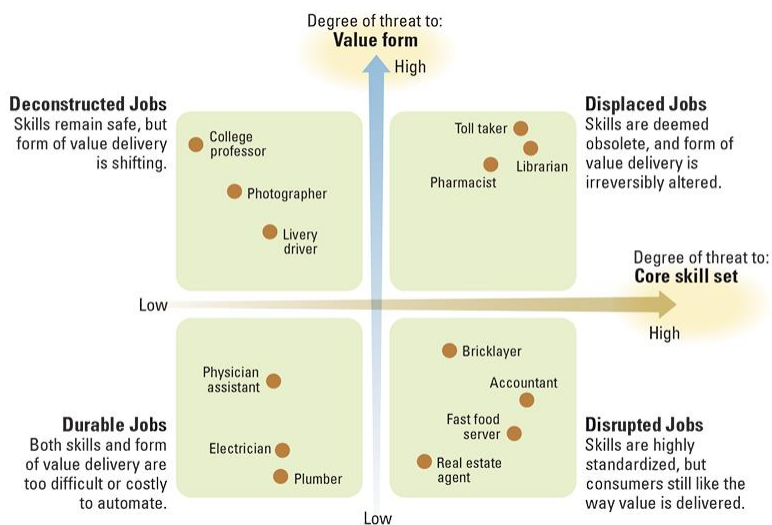 Degree of threat to:
Value form
High
Deconstructed Jobs
Skills remain safe, but
form of value delivery
is shifting.
College
professor
Photographer
Livery
driver
Toll taker
Librarian
Pharmacist
Displaced Jobs
Skills are deemed
obsolete, and form of
value delivery is
irreversibly altered.
Degree of threat to:
Core skill set
Low
High
Physician
assistant
Electrician
Plumber
Durable Jobs
Both skills and form
of value delivery are
too difficult or costly
to automate.
Bricklayer
Accountant
Fast food
server
Real estate
agent
Disrupted Jobs
Skills are highly
standardized, but
consumers still like the
way value is delivered.
Low